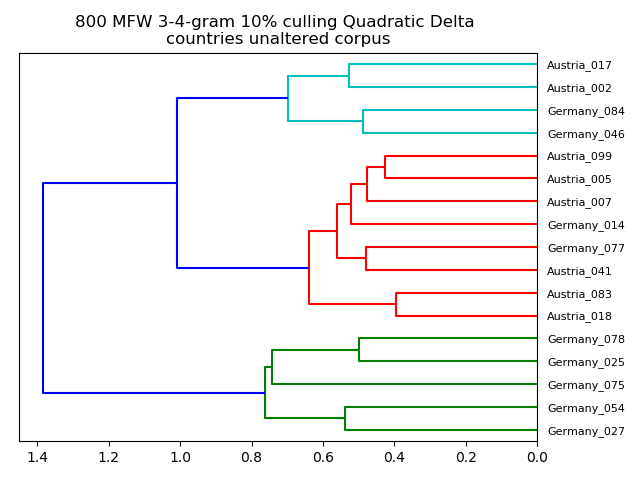 800 MFW 3-4-gram 10% culling Quadratic Delta
countries unaltered corpus
Austria_017
Austria_002
Germany_084
Germany_046
Austria_099
Austria_005
Austria_007
Germany_014
Germany_077
Austria_041
Austria_083
Austria_018
Germany_078
Germany_025
Germany_075
Germany_054
Germany_027
1.4 1.2 1.0 0.8 0.6 0.4 0.2 0.0